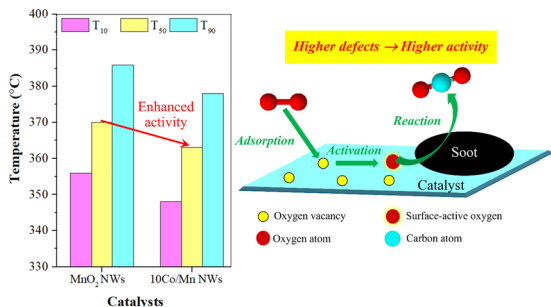 T10 T50 T90
400
390
380
370
360
350
340
330
Temperature (°C)
Enhanced
activity
MnO2 NWs
10Co/Mn NWs
Catalysts
Higher defects → Higher activity
Reaction
Adsorption
Activation
Soot
Catalyst
Oxygen vacancy
Surface-active oxygen
Oxygen atom
Carbon atom